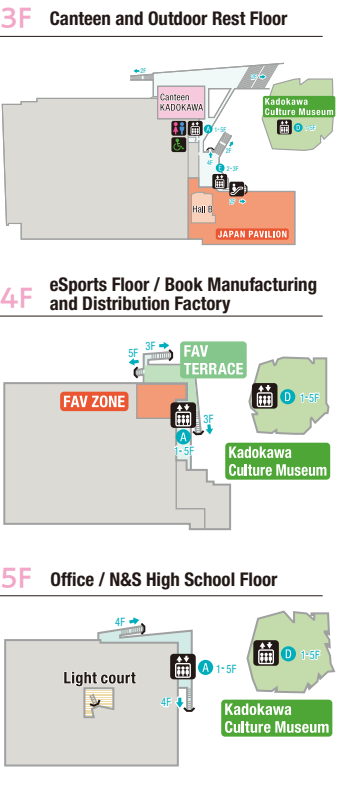 3F Canteen and Outdoor Rest Floor
2F
2F
Canteen
KADOKAWA
Kadokawa
Culture Museum
A 1-5F
D 1-5F
2F
4F
E 2-3F
2F
Hall B
JAPAN PAVILION
4F
eSports Floor / Book Manufacturing
and Distribution Factory
3F
5F
FAV
TERRACE
FAV ZONE
3F
D 1-5F
A
1-5F
Kadokawa
Culture Museum
5F Office / N&S High School Floor
4F
Light court
A 1-5F
D 1-5F
4F
Kadokawa
Culture Museum